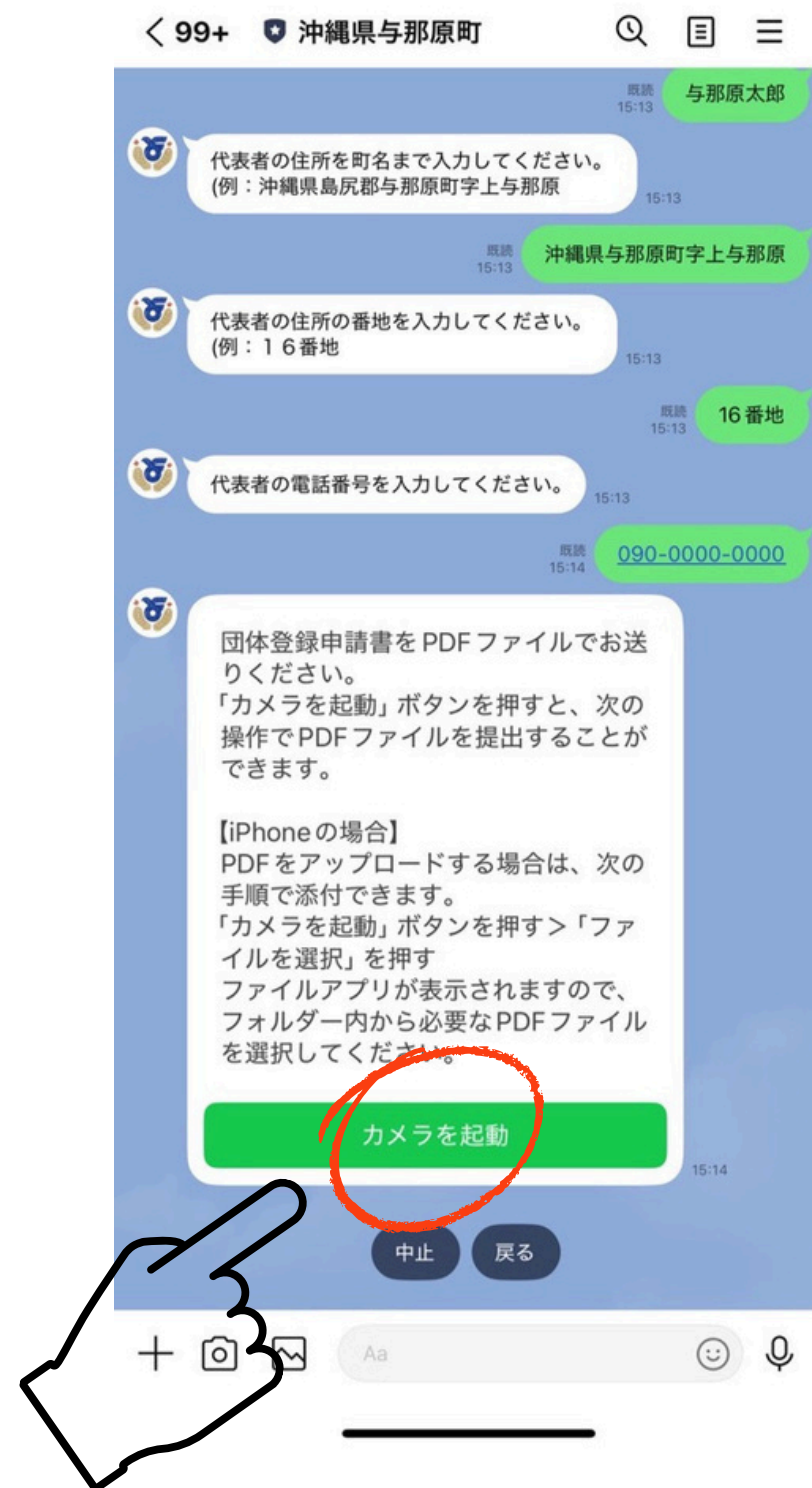 99+ 沖縄県与那原町
既読
15:13
与那原太郎
代表者の住所を町名まで入力してください。
(例：沖縄県島尻郡与那原町字上与那原
15:13
既読
15:13
沖縄県与那原町字上与那原
代表者の住所の番地を入力してください。
(例：１６番地
15:13
既読
15:13
16番地
代表者の電話番号を入力してください。
15:13
既読
15:14
090-0000-0000
団体登録申請書をPDFファイルでお送
りください。
「カメラを起動」ボタンを押すと、次の
操作でPDFファイルを提出することが
できます。
【iPhoneの場合】
PDFをアップロードする場合は、次の
手順で添付できます。
「カメラを起動」ボタンを押す＞「ファ
イルを選択」を押す
ファイルアプリが表示されますので、
フォルダー内から必要なPDFファイル
を選択してください。
カメラを起動
15:14
中止 戻る
Aa